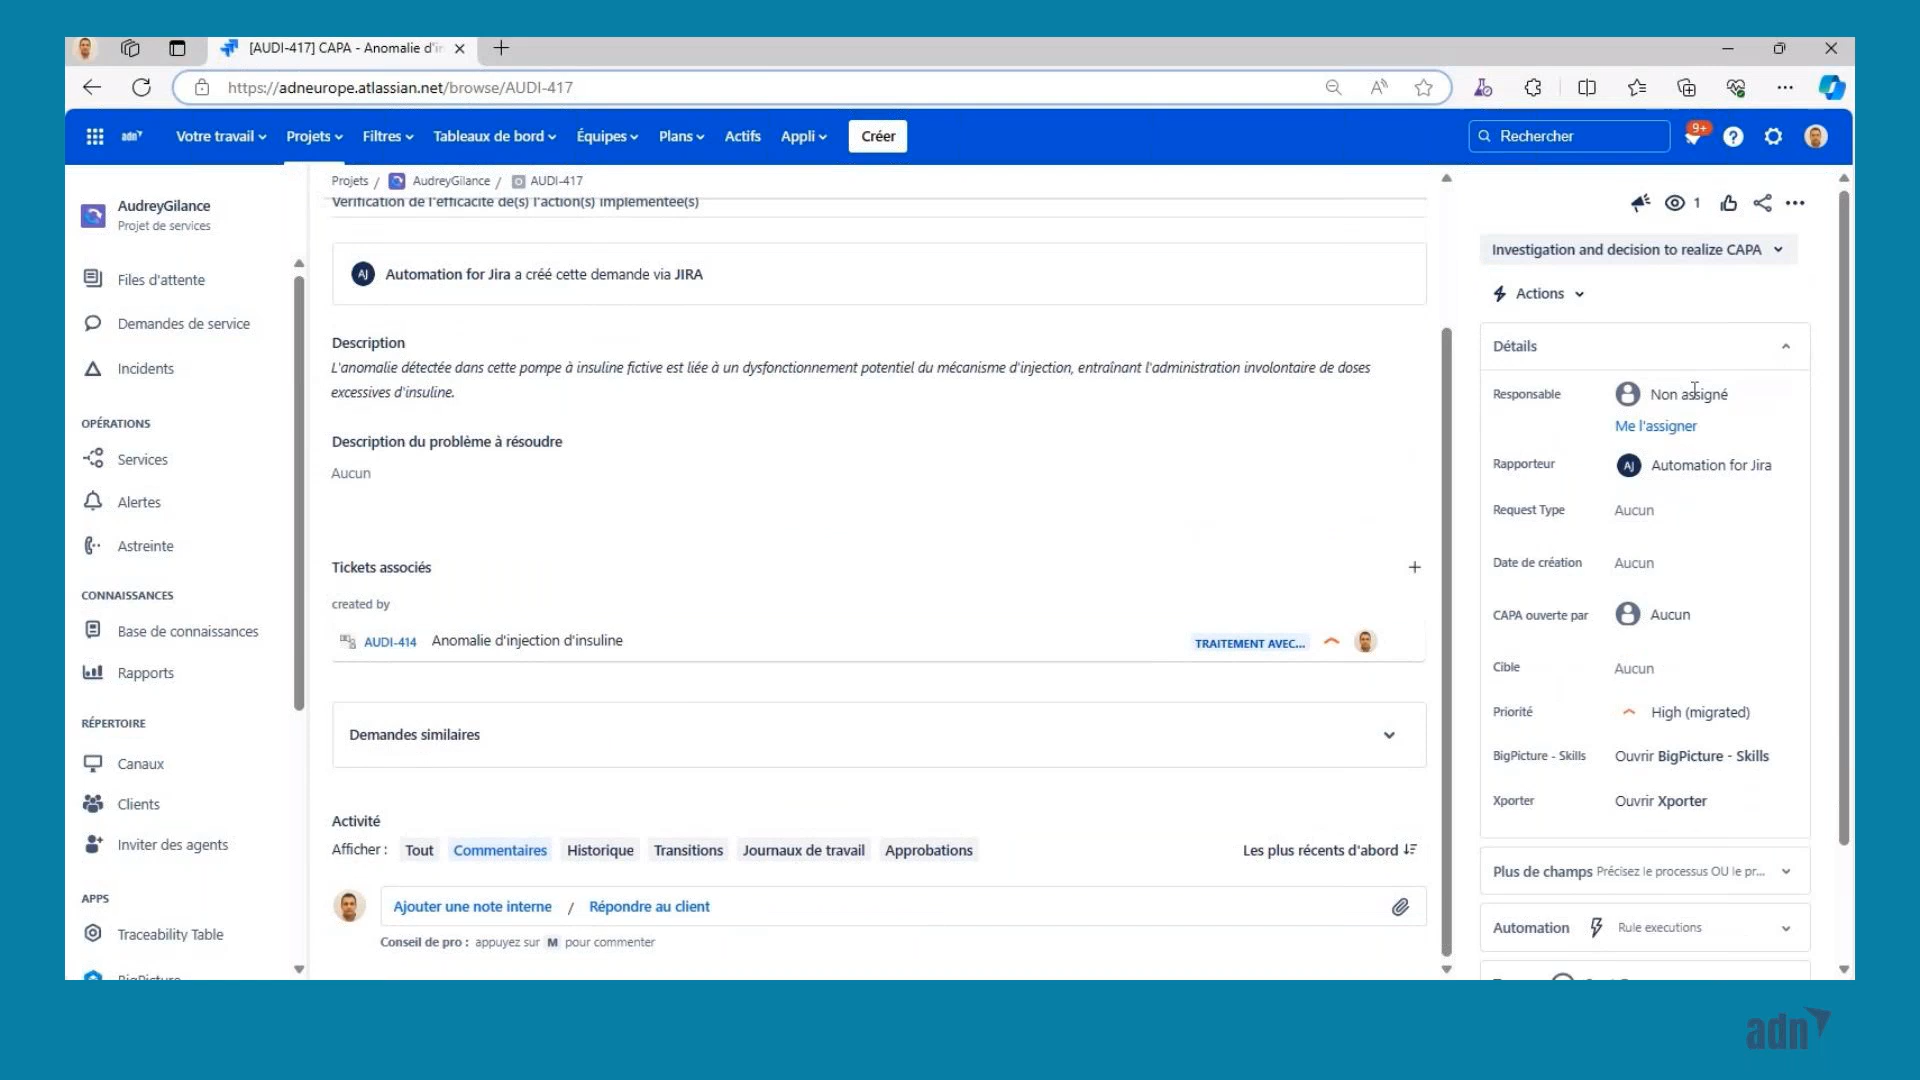 [AUDI-417] CAPA - Anomalie d'in
https://adneurope.atlassian.net/browse/AUDI-417
adn
Votre travail
Projets
Filtres
Tableaux de bord
Équipes
Plans
Actifs
Appli
Créer
Rechercher
9+
AudreyGilance
Projet de services
Files d'attente
Demandes de service
Incidents
OPÉRATIONS
Services
Alertes
Astreinte
CONNAISSANCES
Base de connaissances
Rapports
RÉPERTOIRE
Canaux
Clients
Inviter des agents
APPS
Traceability Table
BigPicture
Projets / AudreyGilance / AUDI-417
Vérification de l'efficacité de(s) l'action(s) implémentée(s)
AJ Automation for Jira a créé cette demande via JIRA
Description
L'anomalie détectée dans cette pompe à insuline fictive est liée à un dysfonctionnement potentiel du mécanisme d'injection, entraînant l'administration involontaire de doses
excessives d'insuline.
Description du problème à résoudre
Aucun
Tickets associés
created by
AUDI-414 Anomalie d'injection d'insuline TRAITEMENT AVEC...
Demandes similaires
Activité
Afficher : Tout Commentaires Historique Transitions Journaux de travail Approbations Les plus récents d'abord
Ajouter une note interne / Répondre au client
Conseil de pro : appuyez sur M pour commenter
1
Investigation and decision to realize CAPA
Actions
Détails
Responsable Non assigné
Me l'assigner
Rapporteur AJ Automation for Jira
Request Type Aucun
Date de création Aucun
CAPA ouverte par Aucun
Cible Aucun
Priorité High (migrated)
BigPicture - Skills Ouvrir BigPicture - Skills
Xporter Ouvrir Xporter
Plus de champs Précisez le processus OU le pr...
Automation Rule executions
adn